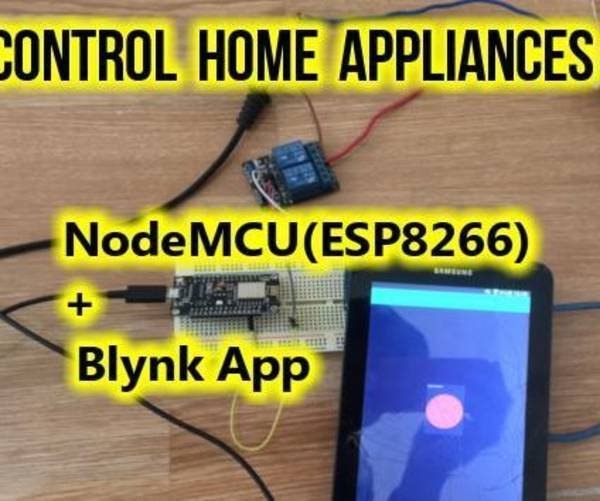 CONTROL HOME APPLIANCES
NodeMCU(ESP8266)
+
Blynk App
SAMSUNG